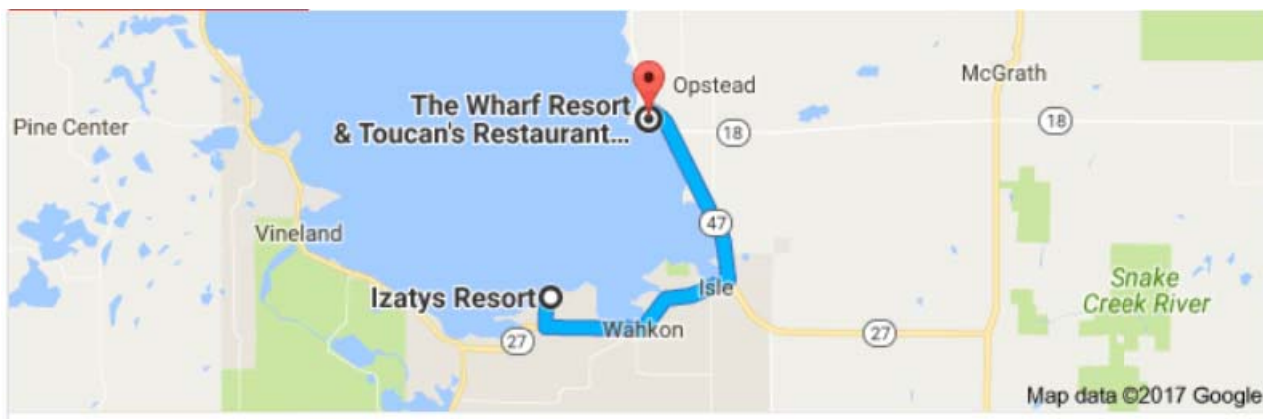 Opstead
McGrath
The Wharf Resort
& Toucan's Restaurant...
Pine Center
18
18
47
Vineland
Isle
Izatys Resort
Snake
Creek River
Wahkon
27
27
Map data ©2017 Google